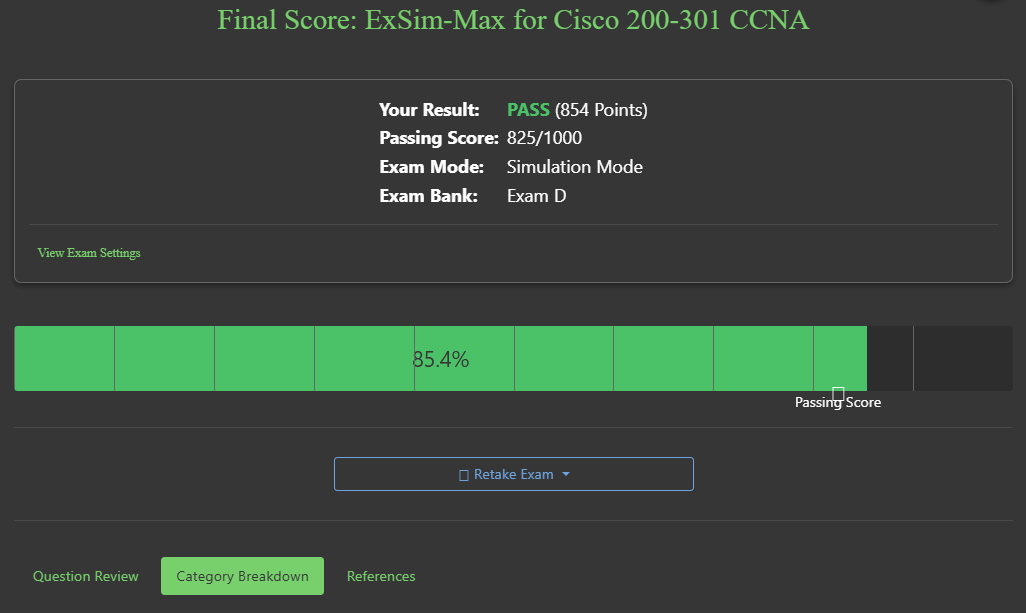 Final Score: ExSim-Max for Cisco 200-301 CCNA
Your Result: PASS (854 Points)
Passing Score: 825/1000
Exam Mode: Simulation Mode
Exam Bank: Exam D
View Exam Settings
85.4%
Passing Score
Retake Exam
Question Review
Category Breakdown
References